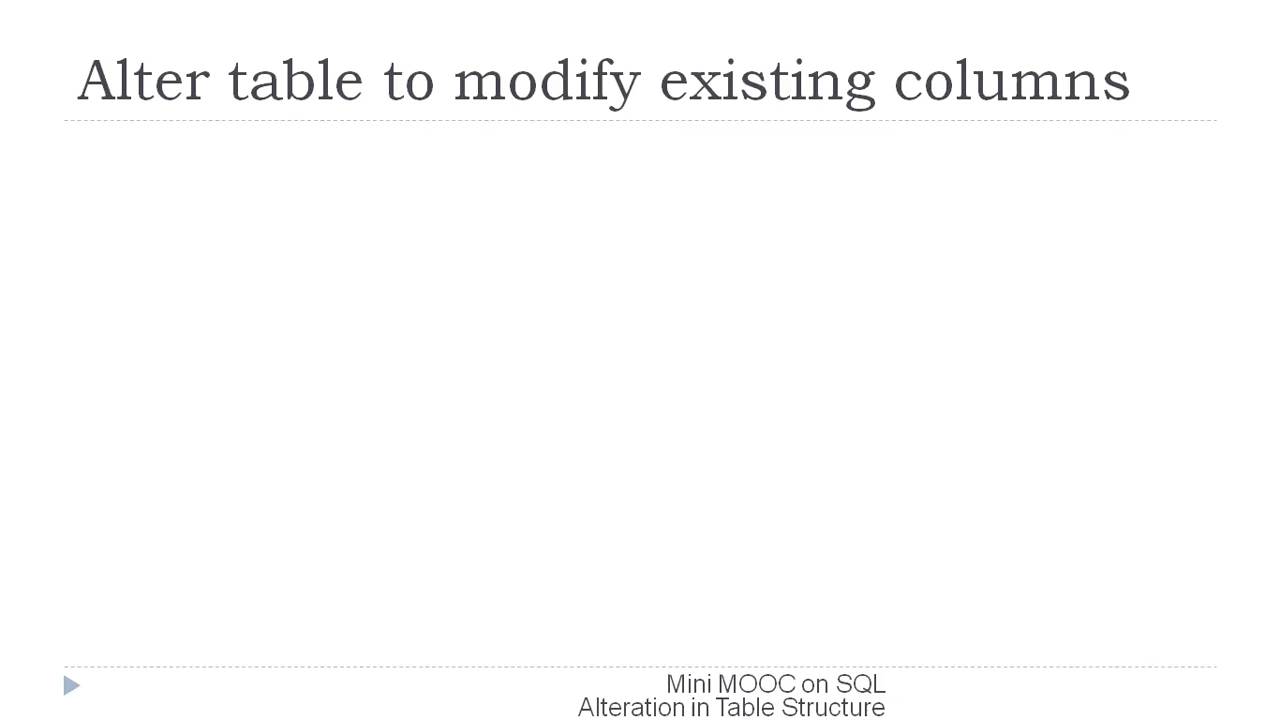 Alter table to modify existing columns
Mini MOOC on SQL
Alteration in Table Structure